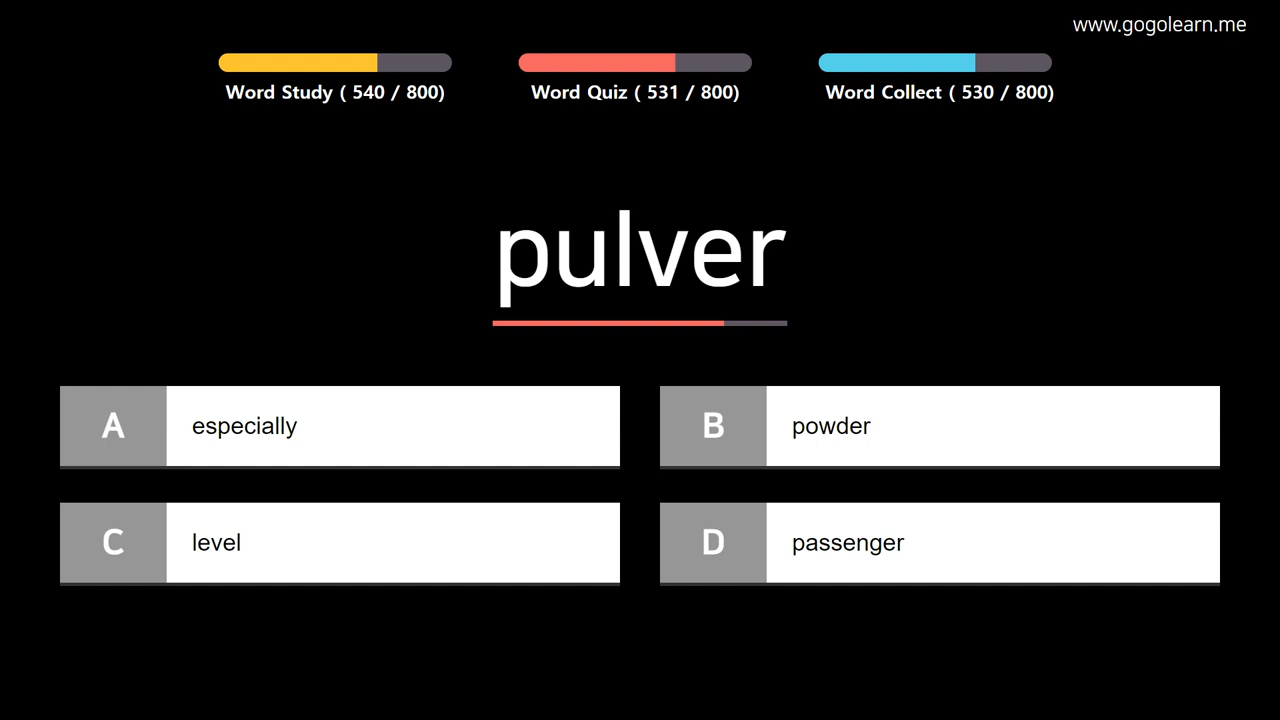 www.gogolearn.me
Word Study ( 540 / 800)
Word Quiz ( 531 / 800)
Word Collect ( 530 / 800)
pulver
A especially
B powder
C level
D passenger